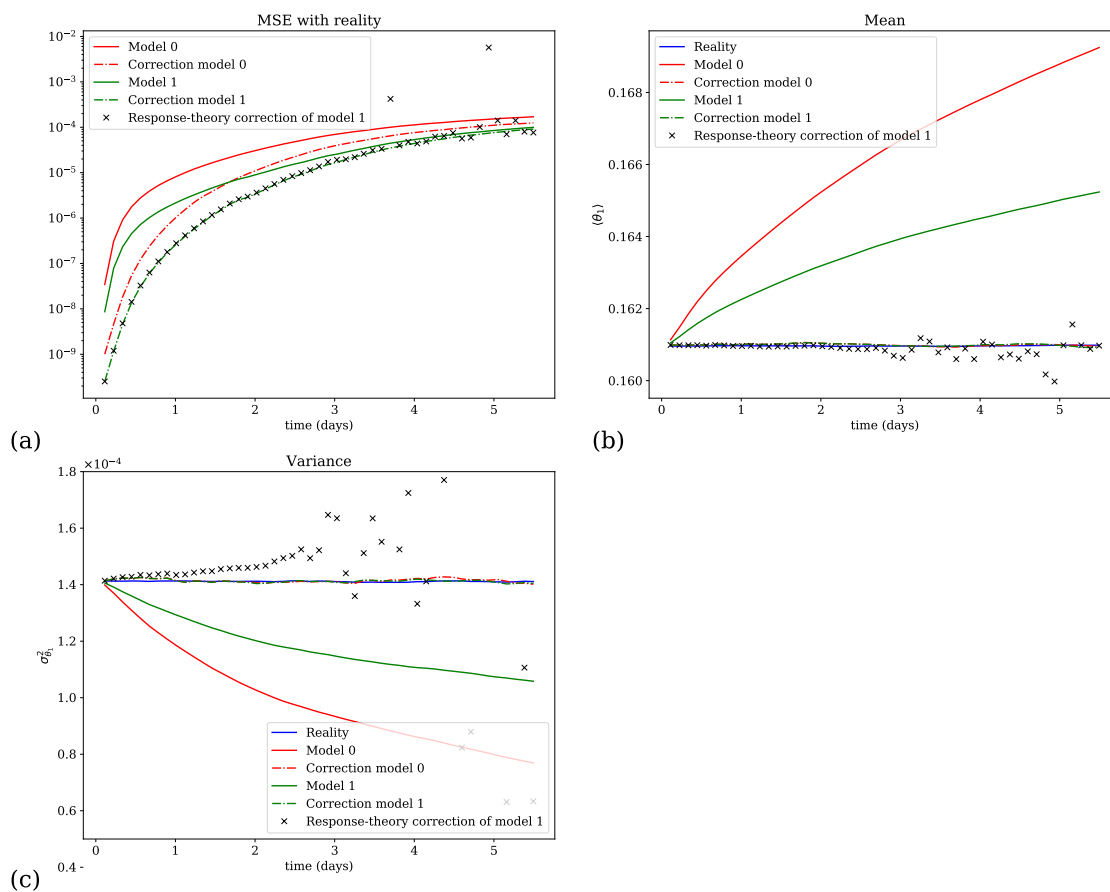 MSE with reality
10⁻²
10⁻³
10⁻⁴
10⁻⁵
10⁻⁶
10⁻⁷
10⁻⁸
10⁻⁹
Model 0
Correction model 0
Model 1
Correction model 1
Response-theory correction of model 1
0 1 2 3 4 5
time (days)
(a)
Mean
0.168
0.166
0.164
0.162
0.160
⟨θ₁⟩
Reality
Model 0
Correction model 0
Model 1
Correction model 1
Response-theory correction of model 1
0 1 2 3 4 5
time (days)
(b)
Variance
×10⁻⁴
1.8
1.6
1.4
1.2
1.0
0.8
0.6
0.4
σ²θ₁
Reality
Model 0
Correction model 0
Model 1
Correction model 1
Response-theory correction of model 1
0 1 2 3 4 5
time (days)
(c)